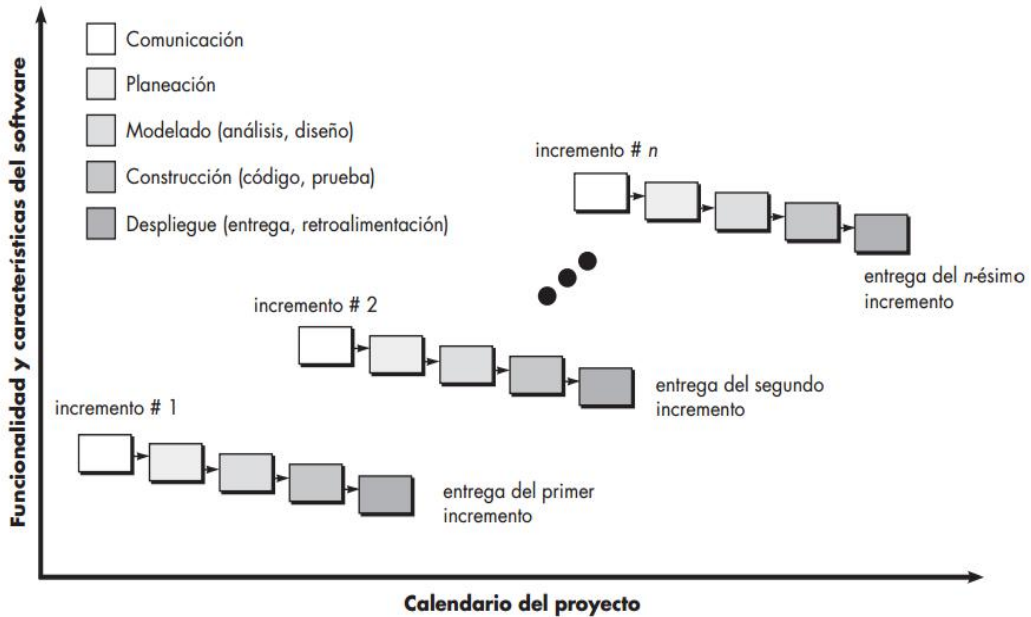 Funcionalidad y características del software
Comunicación
Planeación
Modelado (análisis, diseño)
Construcción (código, prueba)
Despliegue (entrega, retroalimentación)
incremento # n
entrega del n-ésimo
incremento
incremento # 2
entrega del segundo
incremento
incremento # 1
entrega del primer
incremento
Calendario del proyecto